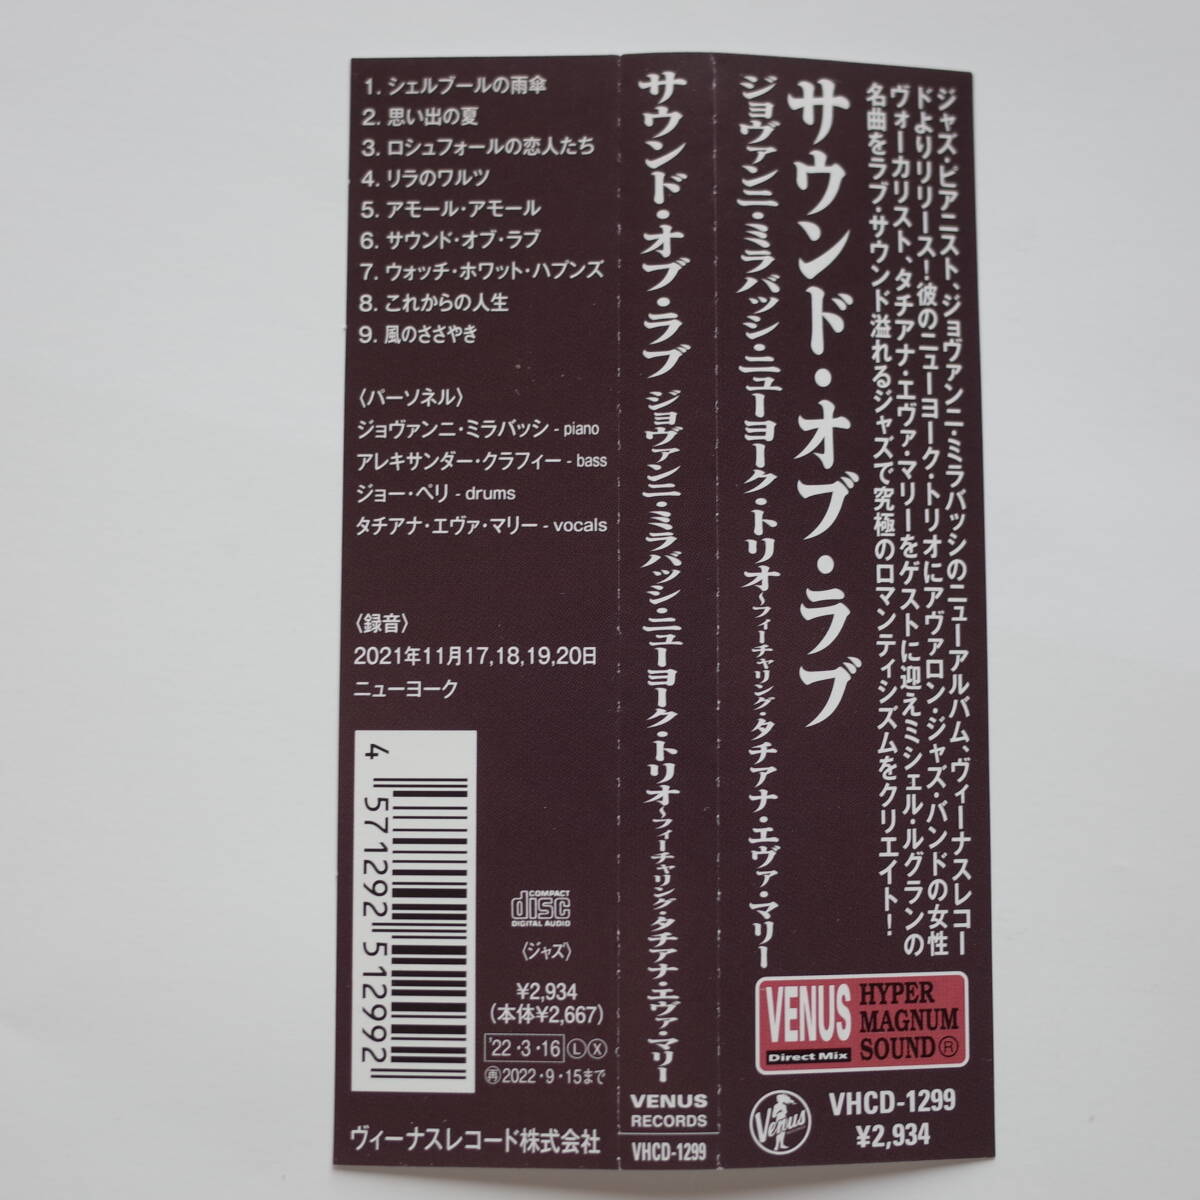 1. シェルブールの雨傘
2. 思い出の夏
3. ロシュフォールの恋人たち
4. リラのワルツ
5. アモール・アモール
6. サウンド・オブ・ラブ
7. ウォッチ・ホワット・ハプンズ
8. これからの人生
9. 風のささやき
〈パーソネル〉
ジョヴァンニ・ミラバッシ - piano
アレキサンダー・クラフィー - bass
ジョー・ペリ - drums
タチアナ・エヴァ・マリー - vocals
〈録音〉
2021年11月17,18,19,20日
ニューヨーク
4 571292 512992
COMPACT
disc
DIGITAL AUDIO
〈ジャズ〉
¥2,934
(本体¥2,667)
'22・3・16 Ⓛ Ⓧ
㊢2022・9・15まで
ヴィーナスレコード株式会社
サウンド・オブ・ラブ ジョヴァンニ・ミラバッシ・ニューヨーク・トリオ～フィーチャリング・タチアナ・エヴァ・マリー
VENUS
RECORDS
VHCD-1299
ジャズ・ピアニスト、ジョヴァンニ・ミラバッシのニューアルバム、ヴィーナスレコー
ドよりリリース！彼のニューヨーク・トリオにアヴァロン・ジャズ・バンドの女性
ヴォーカリスト、タチアナ・エヴァ・マリーをゲストに迎えミシェル・ルグランの
名曲をラブ・サウンド溢れるジャズで究極のロマンティシズムをクリエイト！
サウンド・オブ・ラブ
ジョヴァンニ・ミラバッシ・ニューヨーク・トリオ～フィーチャリング・タチアナ・エヴァ・マリー
VENUS
Direct Mix
HYPER
MAGNUM
SOUND®
Venus
VHCD-1299
¥2,934